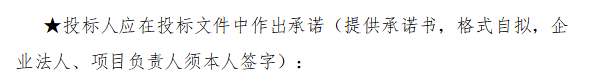 ★投标人应在投标文件中作出承诺（提供承诺书，格式自拟，企
业法人、项目负责人须本人签字）：